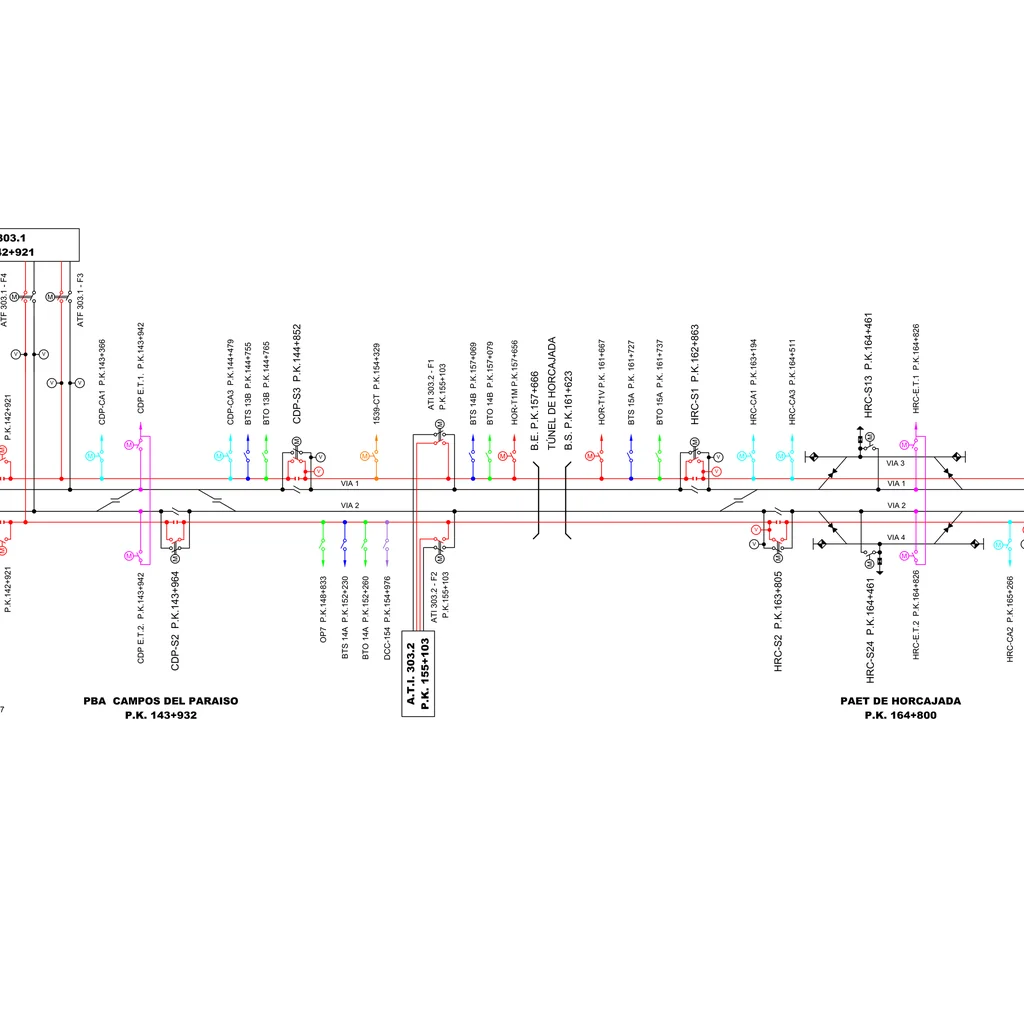 303.1
42+921
ATF 303.1 - F4
ATF 303.1 - F3
M
M
V
V
V
V
P.K.142+921
CDP-CA1 P.K.143+366
CDP E.T.1. P.K.143+942
CDP-CA3 P.K.144+479
BTS 13B P.K.144+755
BTO 13B P.K.144+765
CDP-S3 P.K.144+852
1539-CT P.K.154+329
ATI 303.2 - F1
P.K.155+103
BTS 14B P.K.157+069
BTO 14B P.K.157+079
HOR-T1M P.K.157+656
B.E. P.K.157+666
TÚNEL DE HORCAJADA
B.S. P.K.161+623
HOR-T1V P.K. 161+667
BTS 15A P.K. 161+727
BTO 15A P.K. 161+737
HRC-S1 P.K.162+863
HRC-CA1 P.K.163+194
HRC-CA3 P.K.164+511
HRC-S13 P.K.164+461
HRC-E.T.1 P.K.164+826
M
M
M
M
M
V
V
M
M
M
M
M
V
V
M
M
M
M
VIA 3
VIA 1
VIA 1
VIA 2
VIA 2
VIA 4
M
M
M
M
V
V
M
M
M
M
V
P.K.142+921
CDP E.T.2. P.K.143+942
CDP-S2 P.K.143+964
OP7 P.K.148+833
BTS 14A P.K.152+230
BTO 14A P.K.152+260
DCC-154 P.K.154+976
ATI 303.2 - F2
P.K.155+103
HRC-S2 P.K.163+805
HRC-S24 P.K.164+461
HRC-E.T.2 P.K.164+826
HRC-CA2 P.K.165+266
A.T.I. 303.2
P.K. 155+103
7
PBA CAMPOS DEL PARAISO
P.K. 143+932
PAET DE HORCAJADA
P.K. 164+800